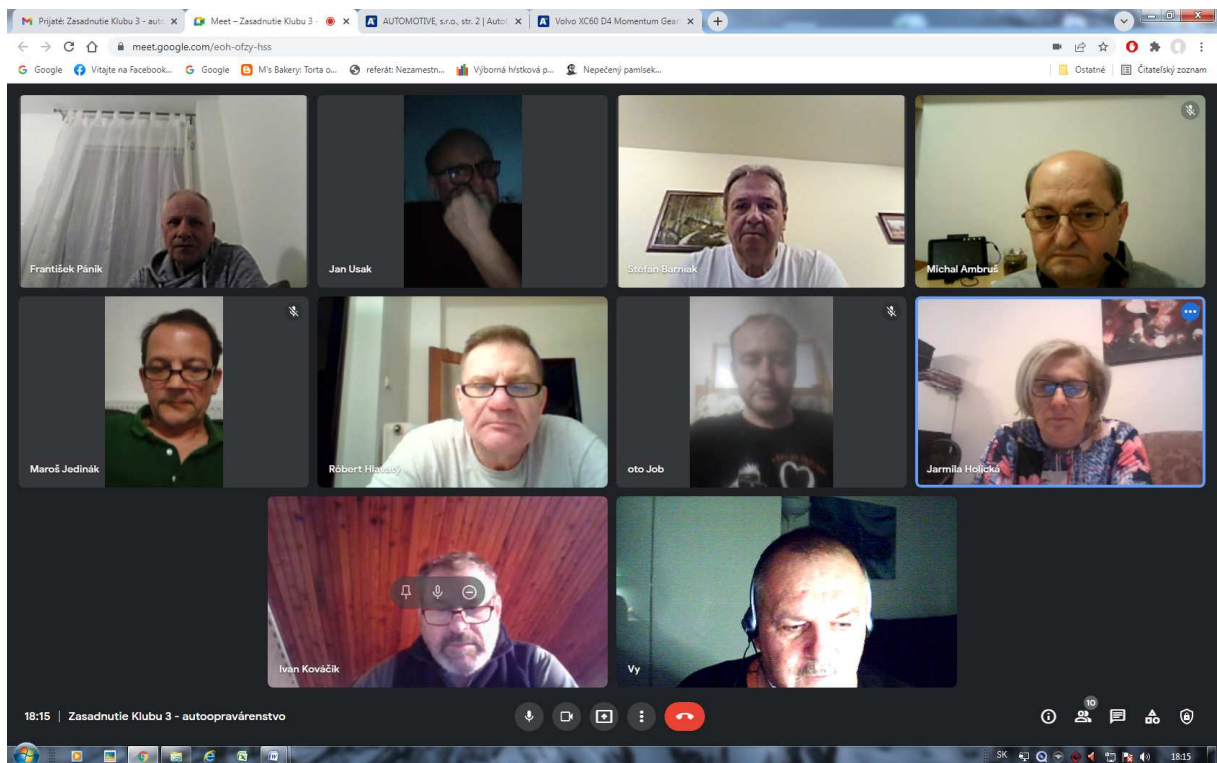 Prijaté: Zasadnutie Klubu 3 - auto
Meet – Zasadnutie Klubu 3 -
AUTOMOTIVE, s.r.o., str. 2 | Autob
Volvo XC60 D4 Momentum Gear
meet.google.com/eoh-ofzy-hss
Google
Vitajte na Facebook...
Google
M's Bakery: Torta o...
referát: Nezamestn...
Výborná hŕstková p...
Nepečený pamlsek...
Ostatné
Čitateľský zoznam
František Pánik
Jan Usak
Stefan Barniak
Michal Ambruš
Maroš Jedinák
Róbert Hlavatý
oto Job
Jarmila Holická
Ivan Kováčik
Vy
18:15 | Zasadnutie Klubu 3 - autoopravárenstvo
10
SK
18:15